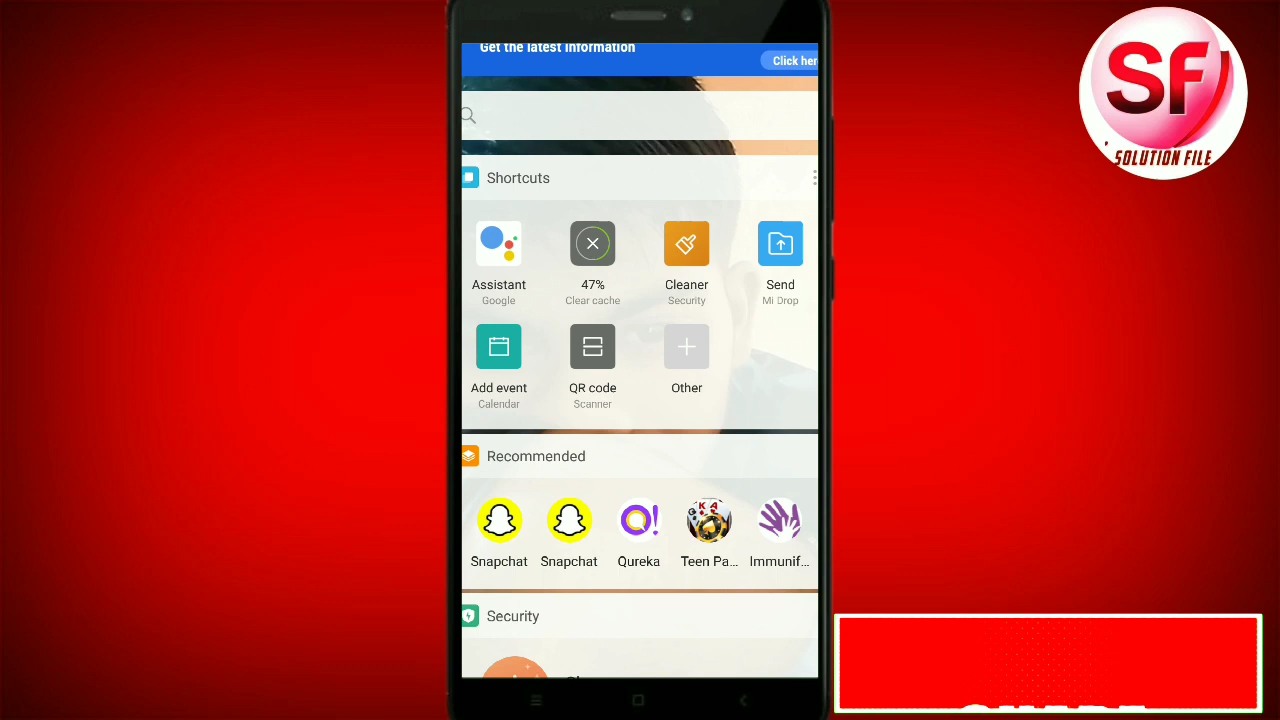 Get the latest information
Click her
SF
SOLUTION FILE
Shortcuts
Assistant
Google
47%
Clear cache
Cleaner
Security
Send
Mi Drop
Add event
Calendar
QR code
Scanner
Other
Recommended
Snapchat
Snapchat
Qureka
Teen Pa...
Immunif...
Security